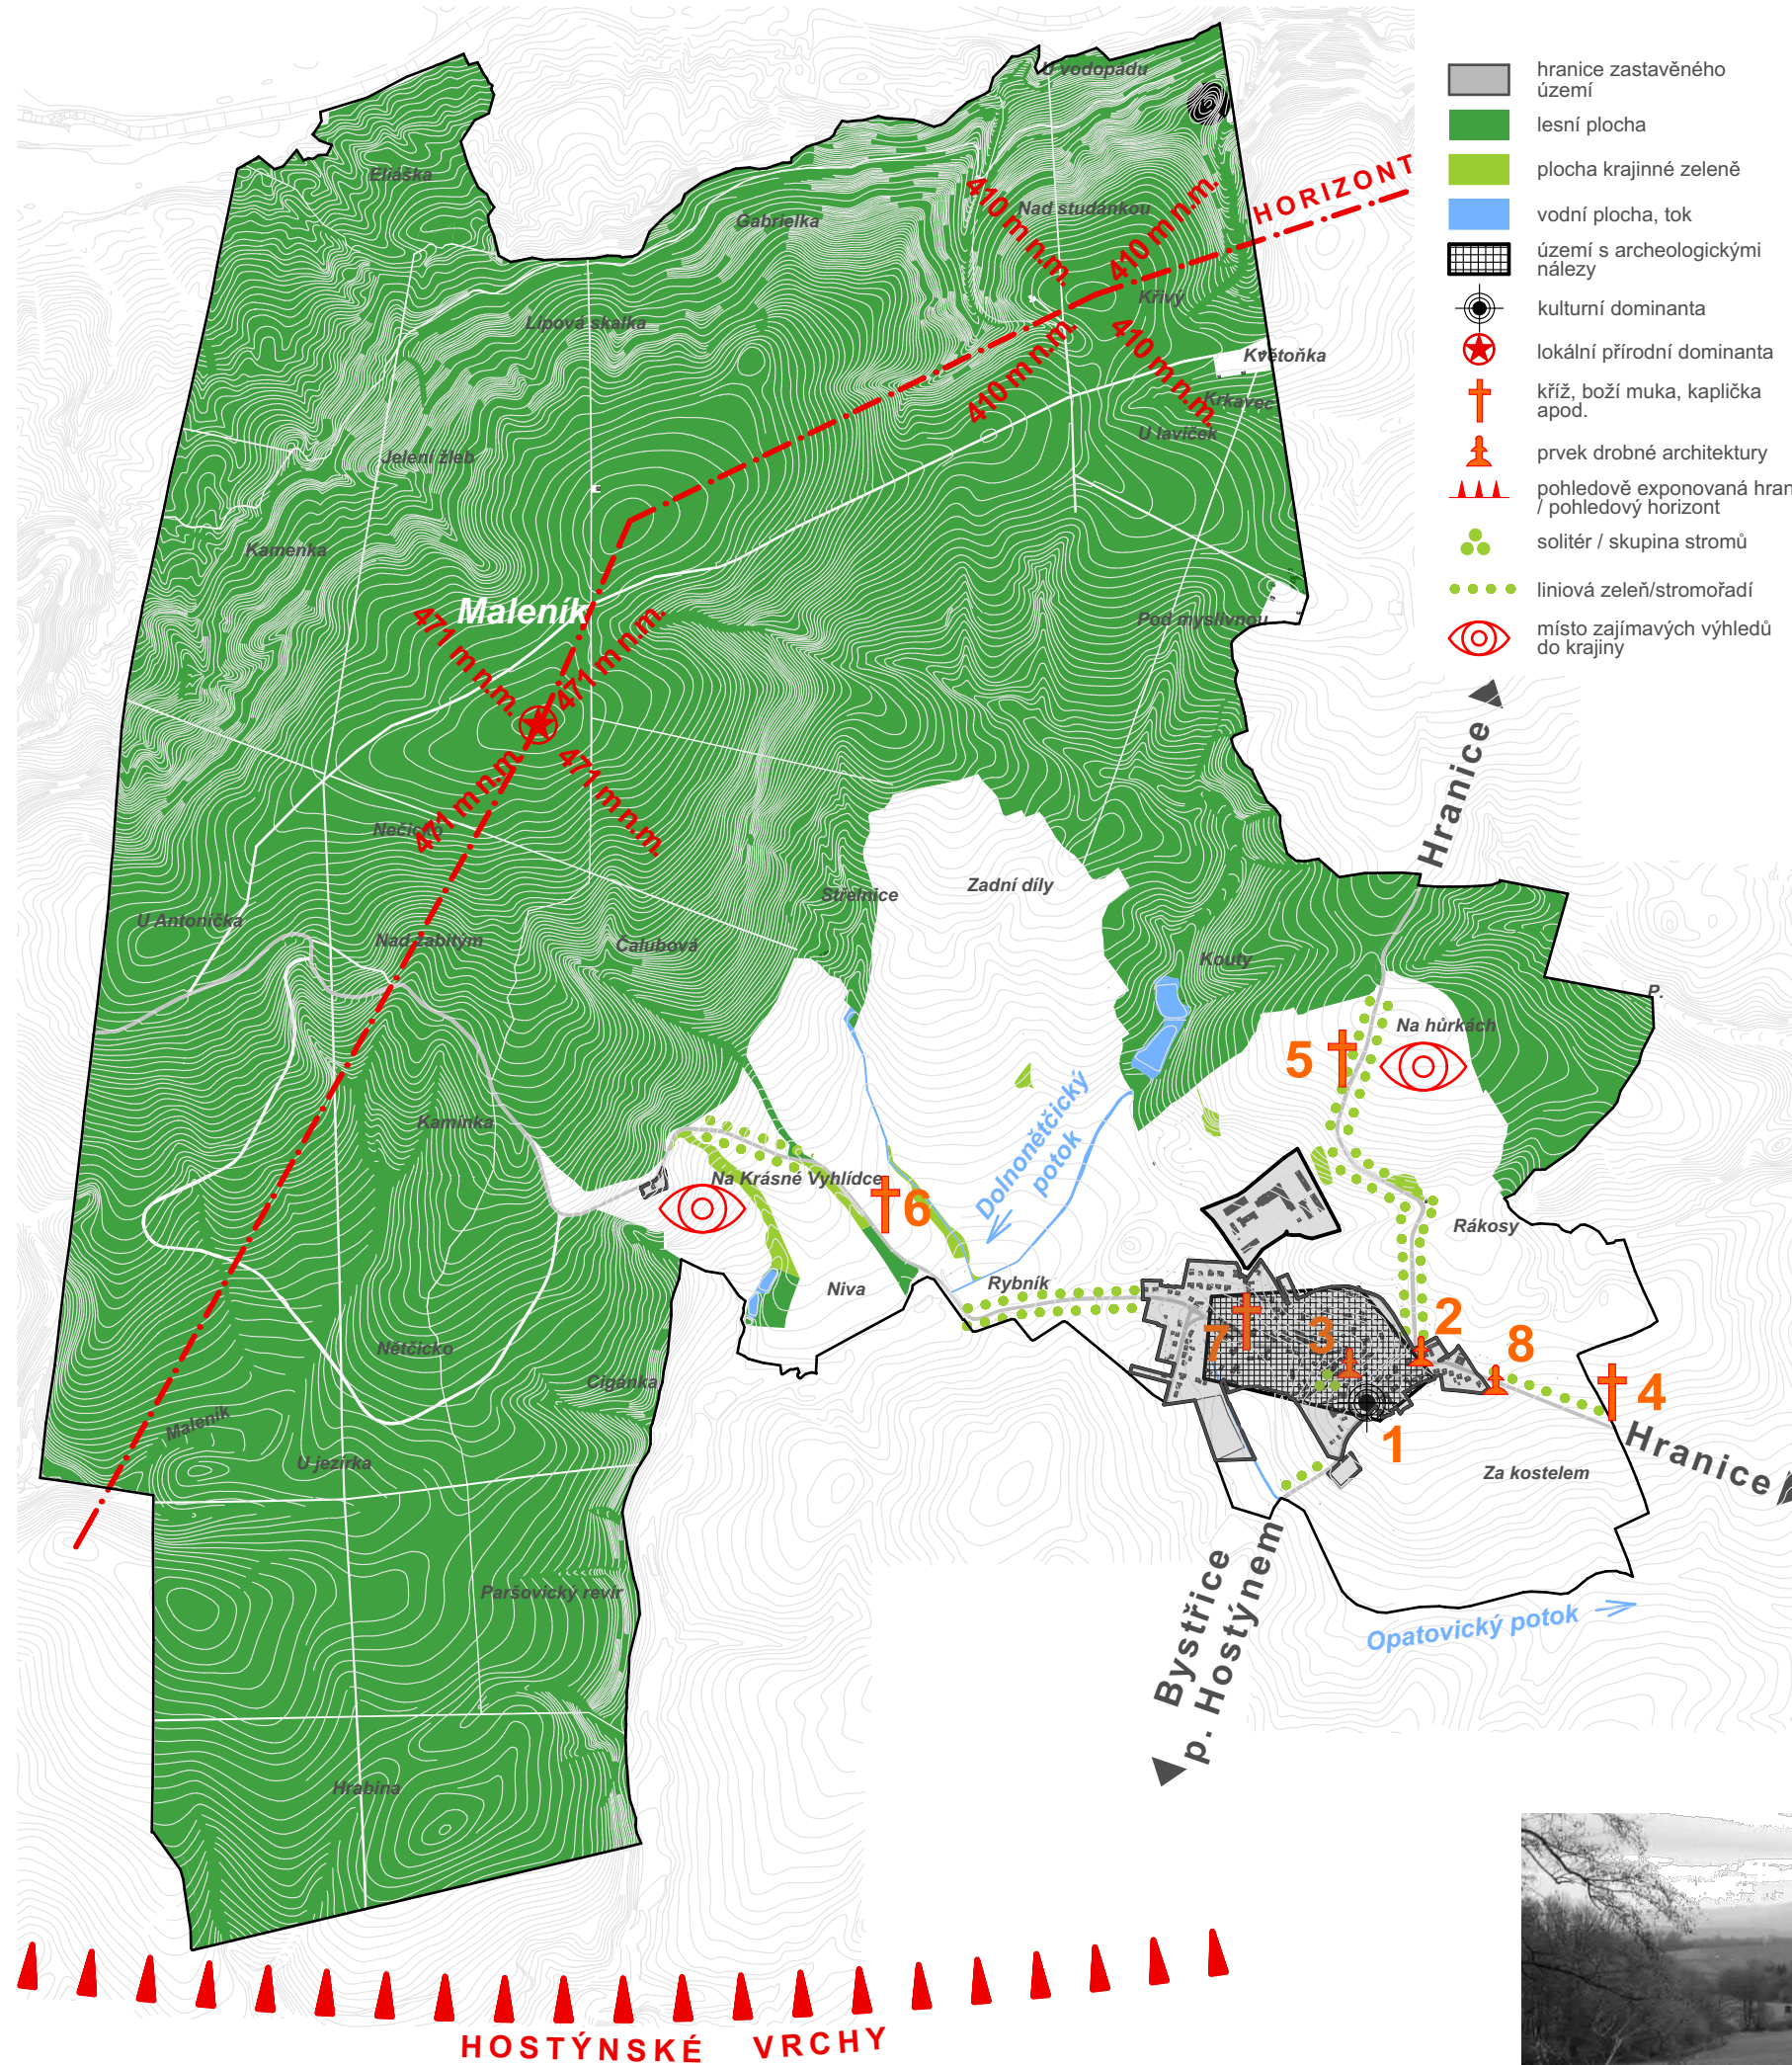 hranice zastavěného
území
lesní plocha
plocha krajinné zeleně
vodní plocha, tok
území s archeologickými
nálezy
kulturní dominanta
lokální přírodní dominanta
kříž, boží muka, kaplička
apod.
prvek drobné architektury
pohledově exponovaná hran
/ pohledový horizont
solitér / skupina stromů
liniová zeleň/stromořadí
místo zajímavých výhledů
do krajiny
U vodopádu
Eliáška
Gabrielka
Nad studánkou
410 m n.m.
410 m n.m.
HORIZONT
Křivý
Lipová skalka
410 m n.m.
410 m n.m.
Květoňka
Krkavec
U laviček
Jelení žleb
Kamenka
Maleník
Pod myslivnou
471 m n.m.
471 m n.m.
471 m n.m.
471 m n.m.
Hranice
Nečicko
Střelnice
Zadní díly
U Antoníčka
Nad zabitým
Čalubová
Kouty
P.
Na hůrkách
5
Kamínka
Dolnonětčický
potok
Na Krásné Vyhlídce
6
Rákosy
Niva
Rybník
Nětčicko
7
3
2
8
4
Cigánka
Maleník
U jezírka
1
Za kostelem
Hranice
Bystřice
p. Hostýnem
Paršovický revír
Opatovický potok
Hrabina
HOSTÝNSKÉ VRCHY